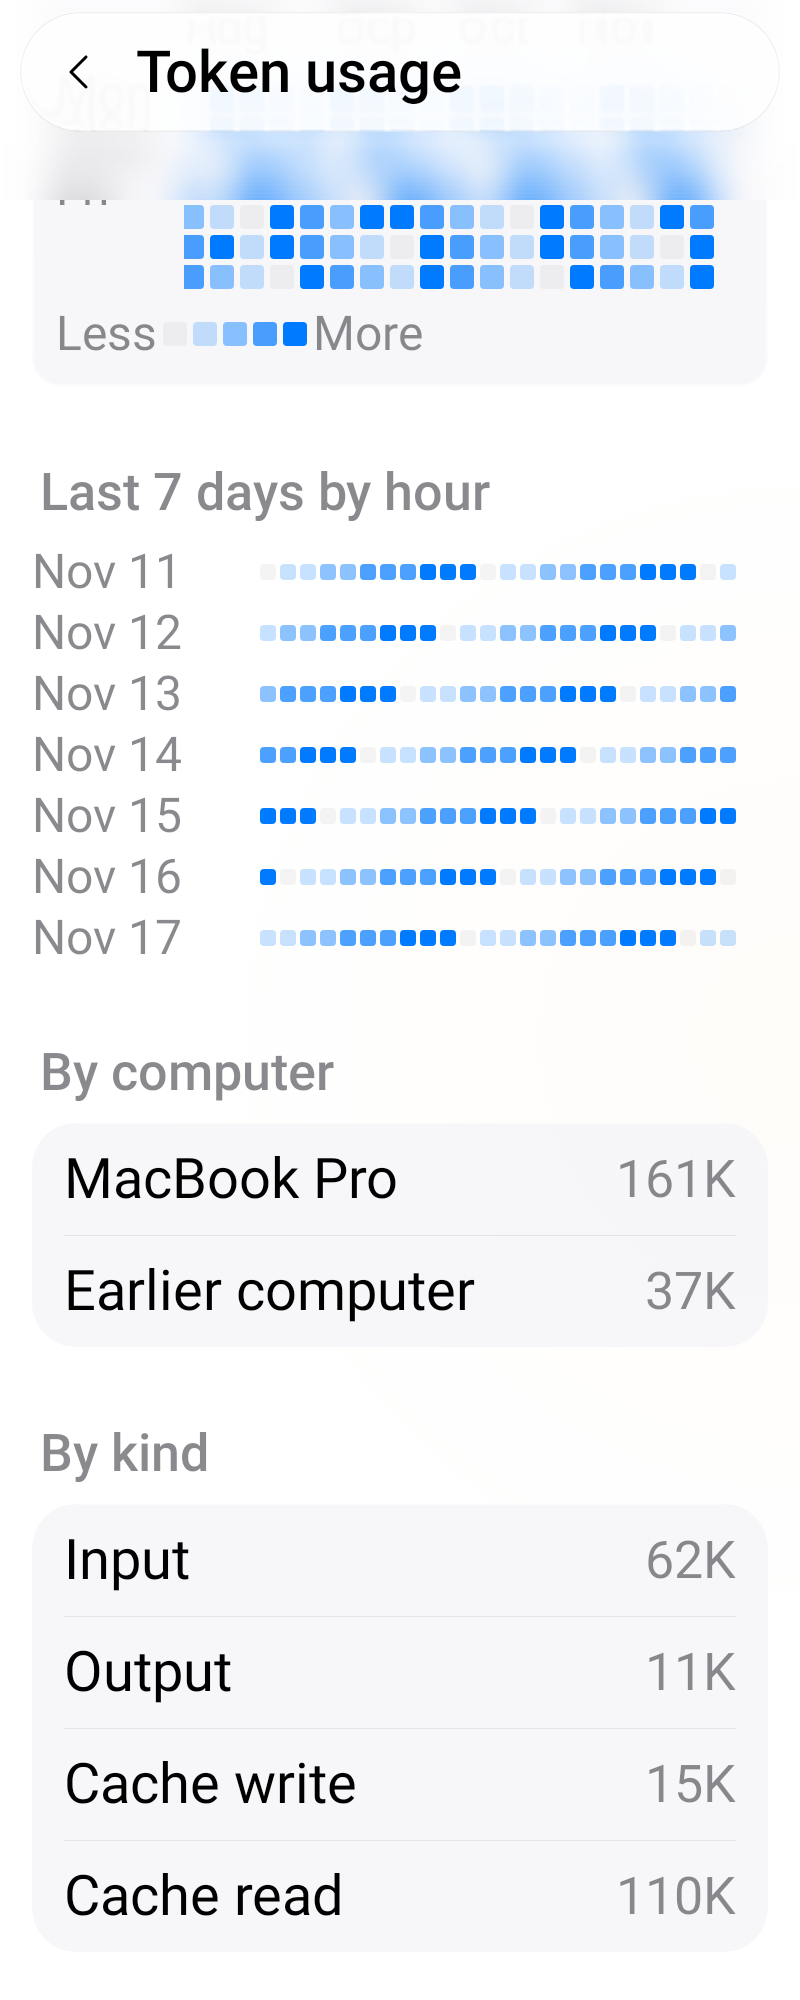 Token usage
Less More
Last 7 days by hour
Nov 11
Nov 12
Nov 13
Nov 14
Nov 15
Nov 16
Nov 17
By computer
MacBook Pro 161K
Earlier computer 37K
By kind
Input 62K
Output 11K
Cache write 15K
Cache read 110K